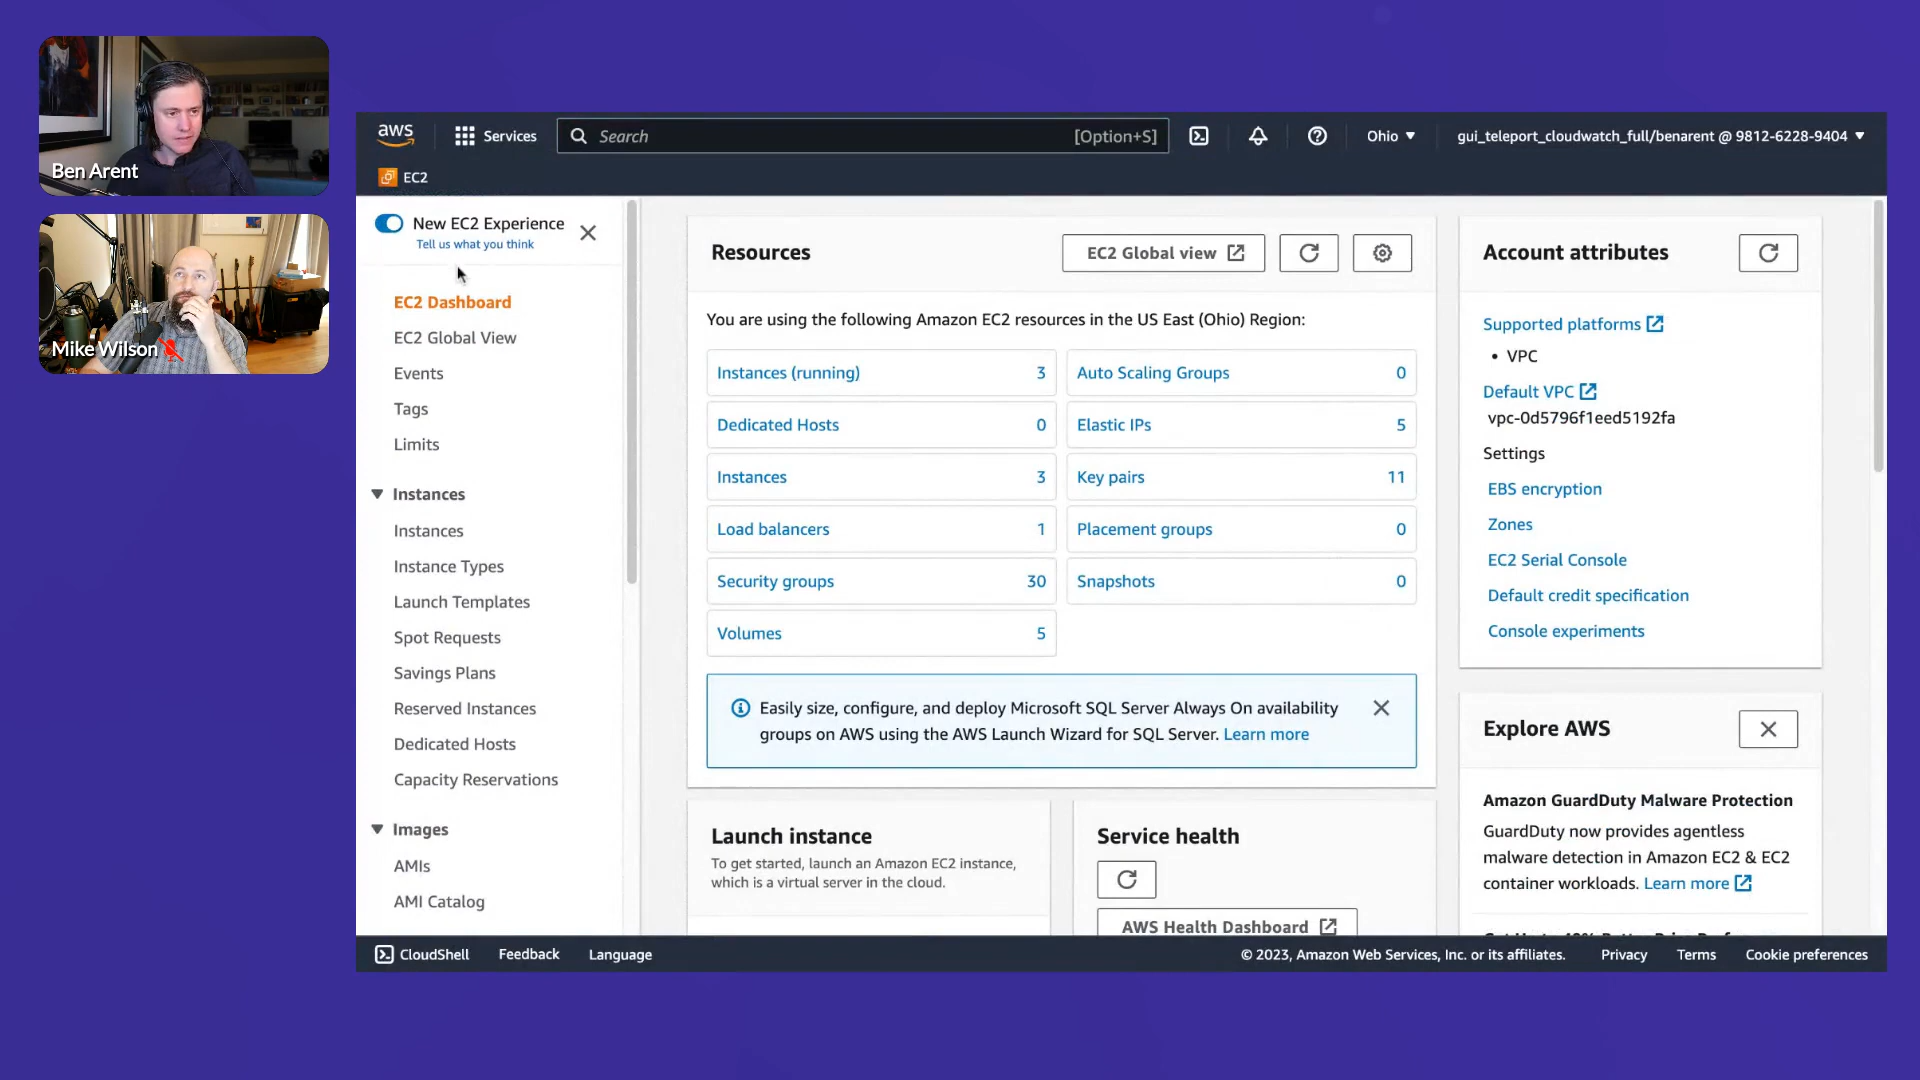 Ben Arent
Mike Wilson
aws
Services
Search
[Option+S]
Ohio
gui_teleport_cloudwatch_full/benarent @ 9812-6228-9404
EC2
New EC2 Experience
Tell us what you think
EC2 Dashboard
EC2 Global View
Events
Tags
Limits
Instances
Instances
Instance Types
Launch Templates
Spot Requests
Savings Plans
Reserved Instances
Dedicated Hosts
Capacity Reservations
Images
AMIs
AMI Catalog
Resources
EC2 Global view
You are using the following Amazon EC2 resources in the US East (Ohio) Region:
Instances (running) 3
Auto Scaling Groups 0
Dedicated Hosts 0
Elastic IPs 5
Instances 3
Key pairs 11
Load balancers 1
Placement groups 0
Security groups 30
Snapshots 0
Volumes 5
Easily size, configure, and deploy Microsoft SQL Server Always On availability
groups on AWS using the AWS Launch Wizard for SQL Server. Learn more
Launch instance
To get started, launch an Amazon EC2 instance,
which is a virtual server in the cloud.
Service health
AWS Health Dashboard
Account attributes
Supported platforms
• VPC
Default VPC
vpc-0d5796f1eed5192fa
Settings
EBS encryption
Zones
EC2 Serial Console
Default credit specification
Console experiments
Explore AWS
Amazon GuardDuty Malware Protection
GuardDuty now provides agentless
malware detection in Amazon EC2 & EC2
container workloads. Learn more
CloudShell
Feedback
Language
© 2023, Amazon Web Services, Inc. or its affiliates.
Privacy
Terms
Cookie preferences